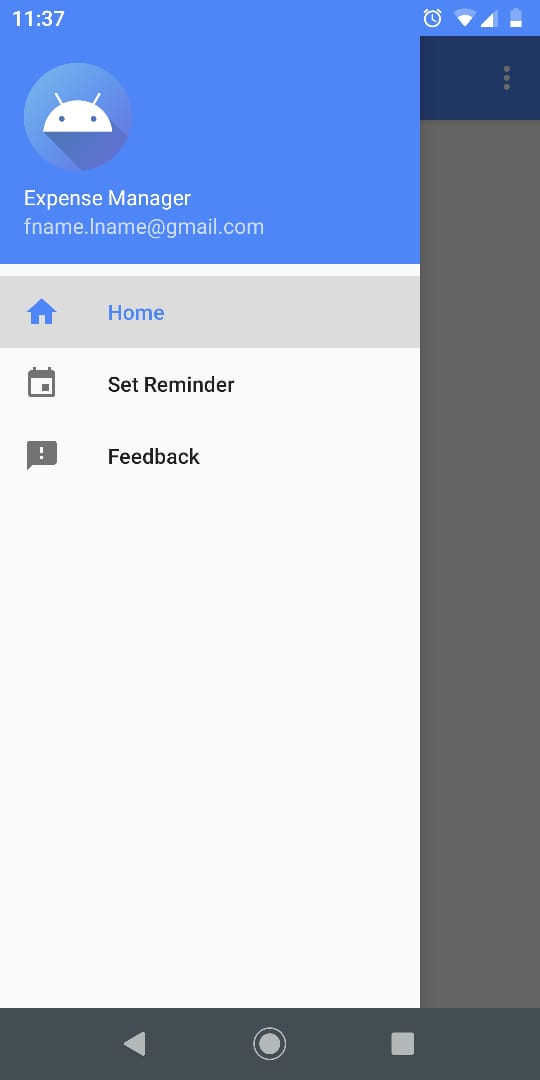 11:37
Expense Manager
fname.lname@gmail.com
Home
Set Reminder
Feedback